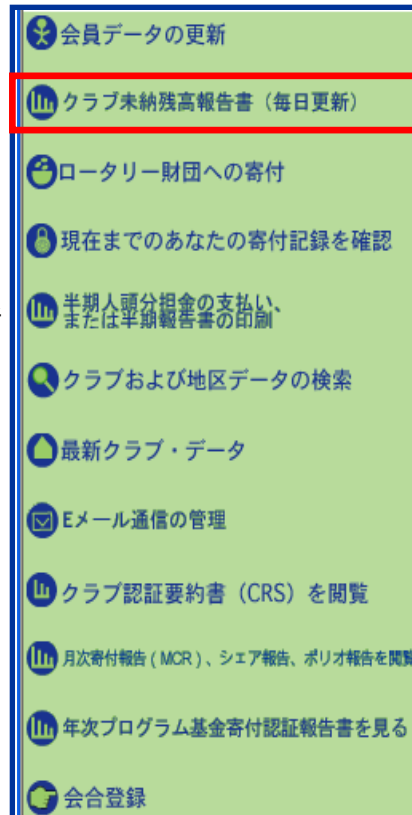 会員データの更新
クラブ未納残高報告書（毎日更新）
ロータリー財団への寄付
現在までのあなたの寄付記録を確認
半期人頭分担金の支払い、
または半期報告書の印刷
クラブおよび地区データの検索
最新クラブ・データ
Eメール通信の管理
クラブ認証要約書（CRS）を閲覧
月次寄付報告 ( MCR ) 、シェア報告、ポリオ報告を閲覧
年次プログラム基金寄付認証報告書を見る
会合登録